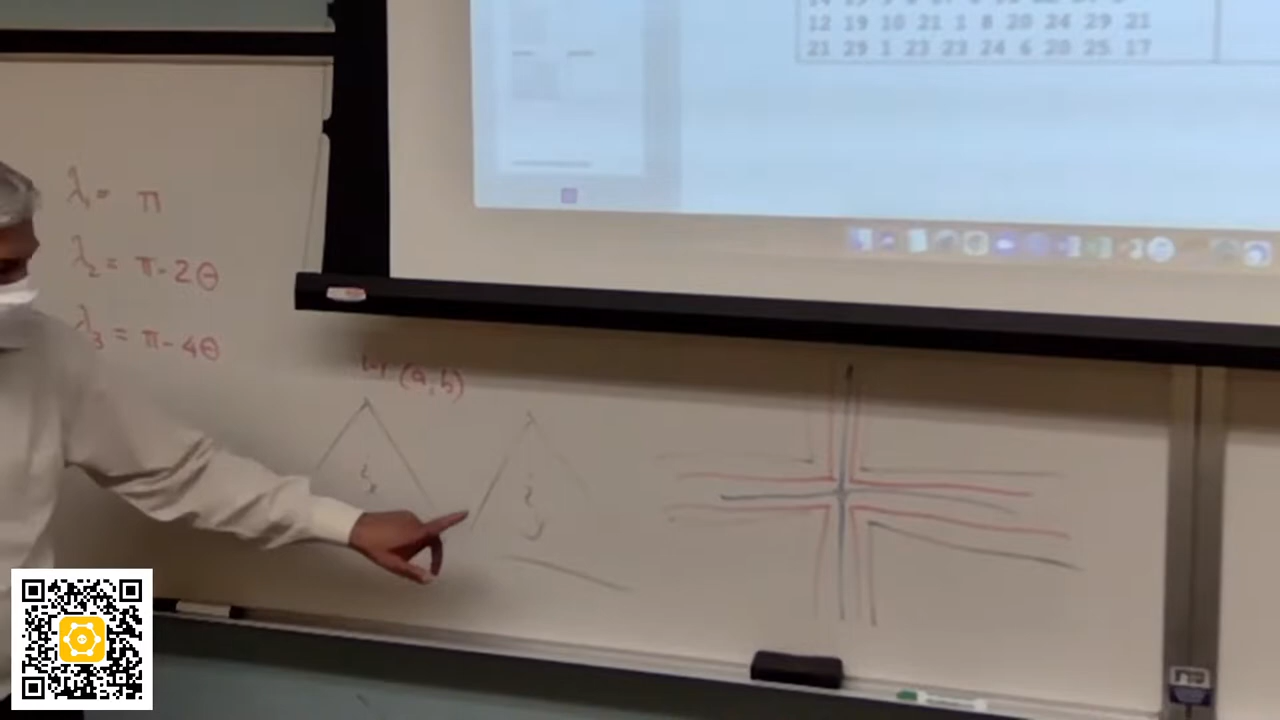 12 19 10 21 1 8 20 24 29 21
21 29 1 23 23 24 6 20 25 17
λ₁= π
λ₂= π-2θ
λ₃= π-4θ
(a,b)